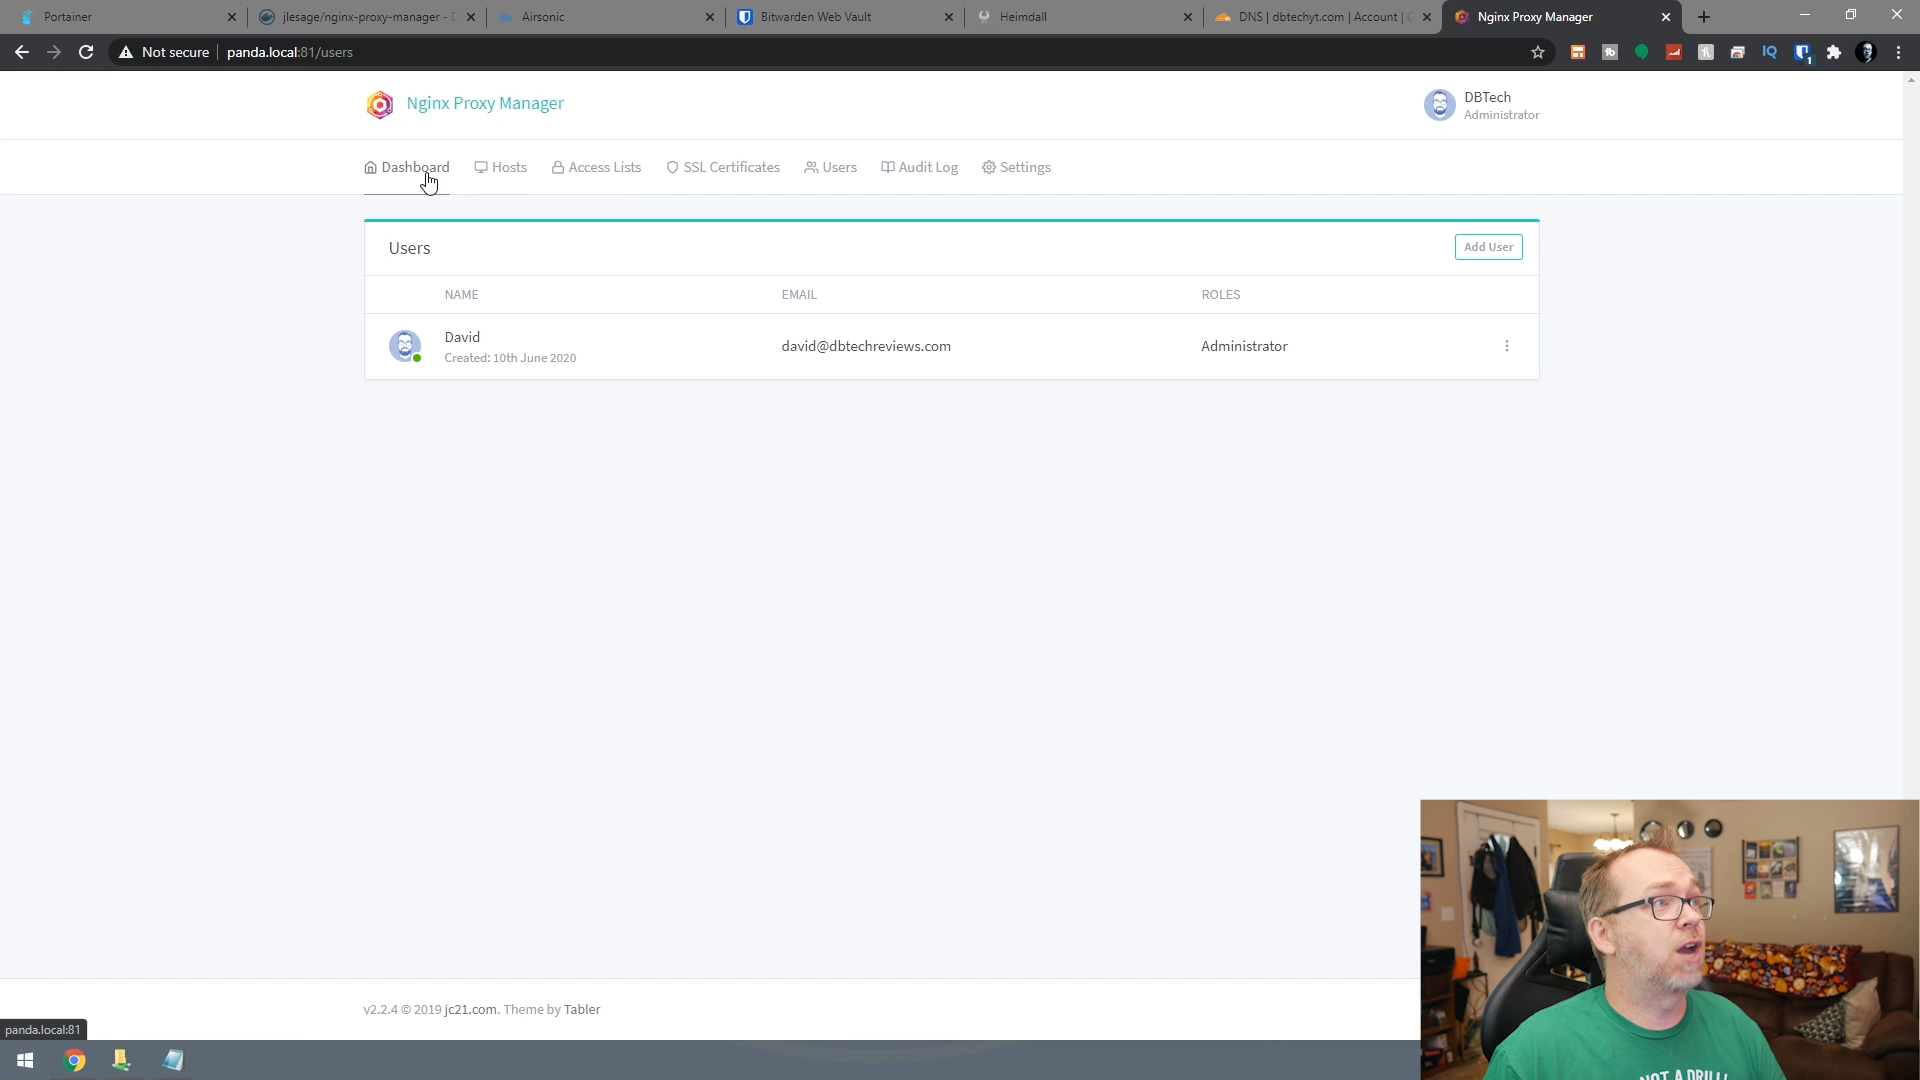 Portainer
jlesage/nginx-proxy-manager - D
Airsonic
Bitwarden Web Vault
Heimdall
DNS | dbtechyt.com | Account | C
Nginx Proxy Manager
Not secure
panda.local:81/users
Nginx Proxy Manager
DBTech
Administrator
Dashboard
Hosts
Access Lists
SSL Certificates
Users
Audit Log
Settings
Users
Add User
NAME
EMAIL
ROLES
David
Created: 10th June 2020
david@dbtechreviews.com
Administrator
v2.2.4 © 2019 jc21.com. Theme by Tabler
panda.local:81
NOT A DRILL!